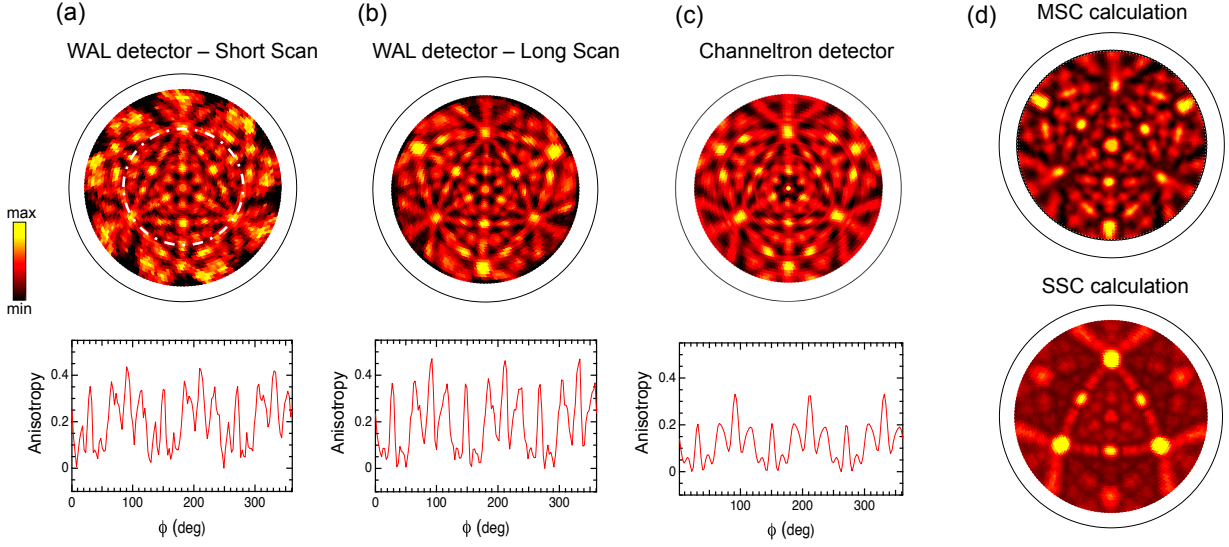 (a)
WAL detector – Short Scan
(b)
WAL detector – Long Scan
(c)
Channeltron detector
(d)
MSC calculation
SSC calculation
max
min
Anisotropy
0.4
0.2
0
0
100
200
300
ϕ (deg)
Anisotropy
0.4
0.2
0
0
100
200
300
ϕ (deg)
Anisotropy
0.4
0.2
0
100
200
300
ϕ (deg)